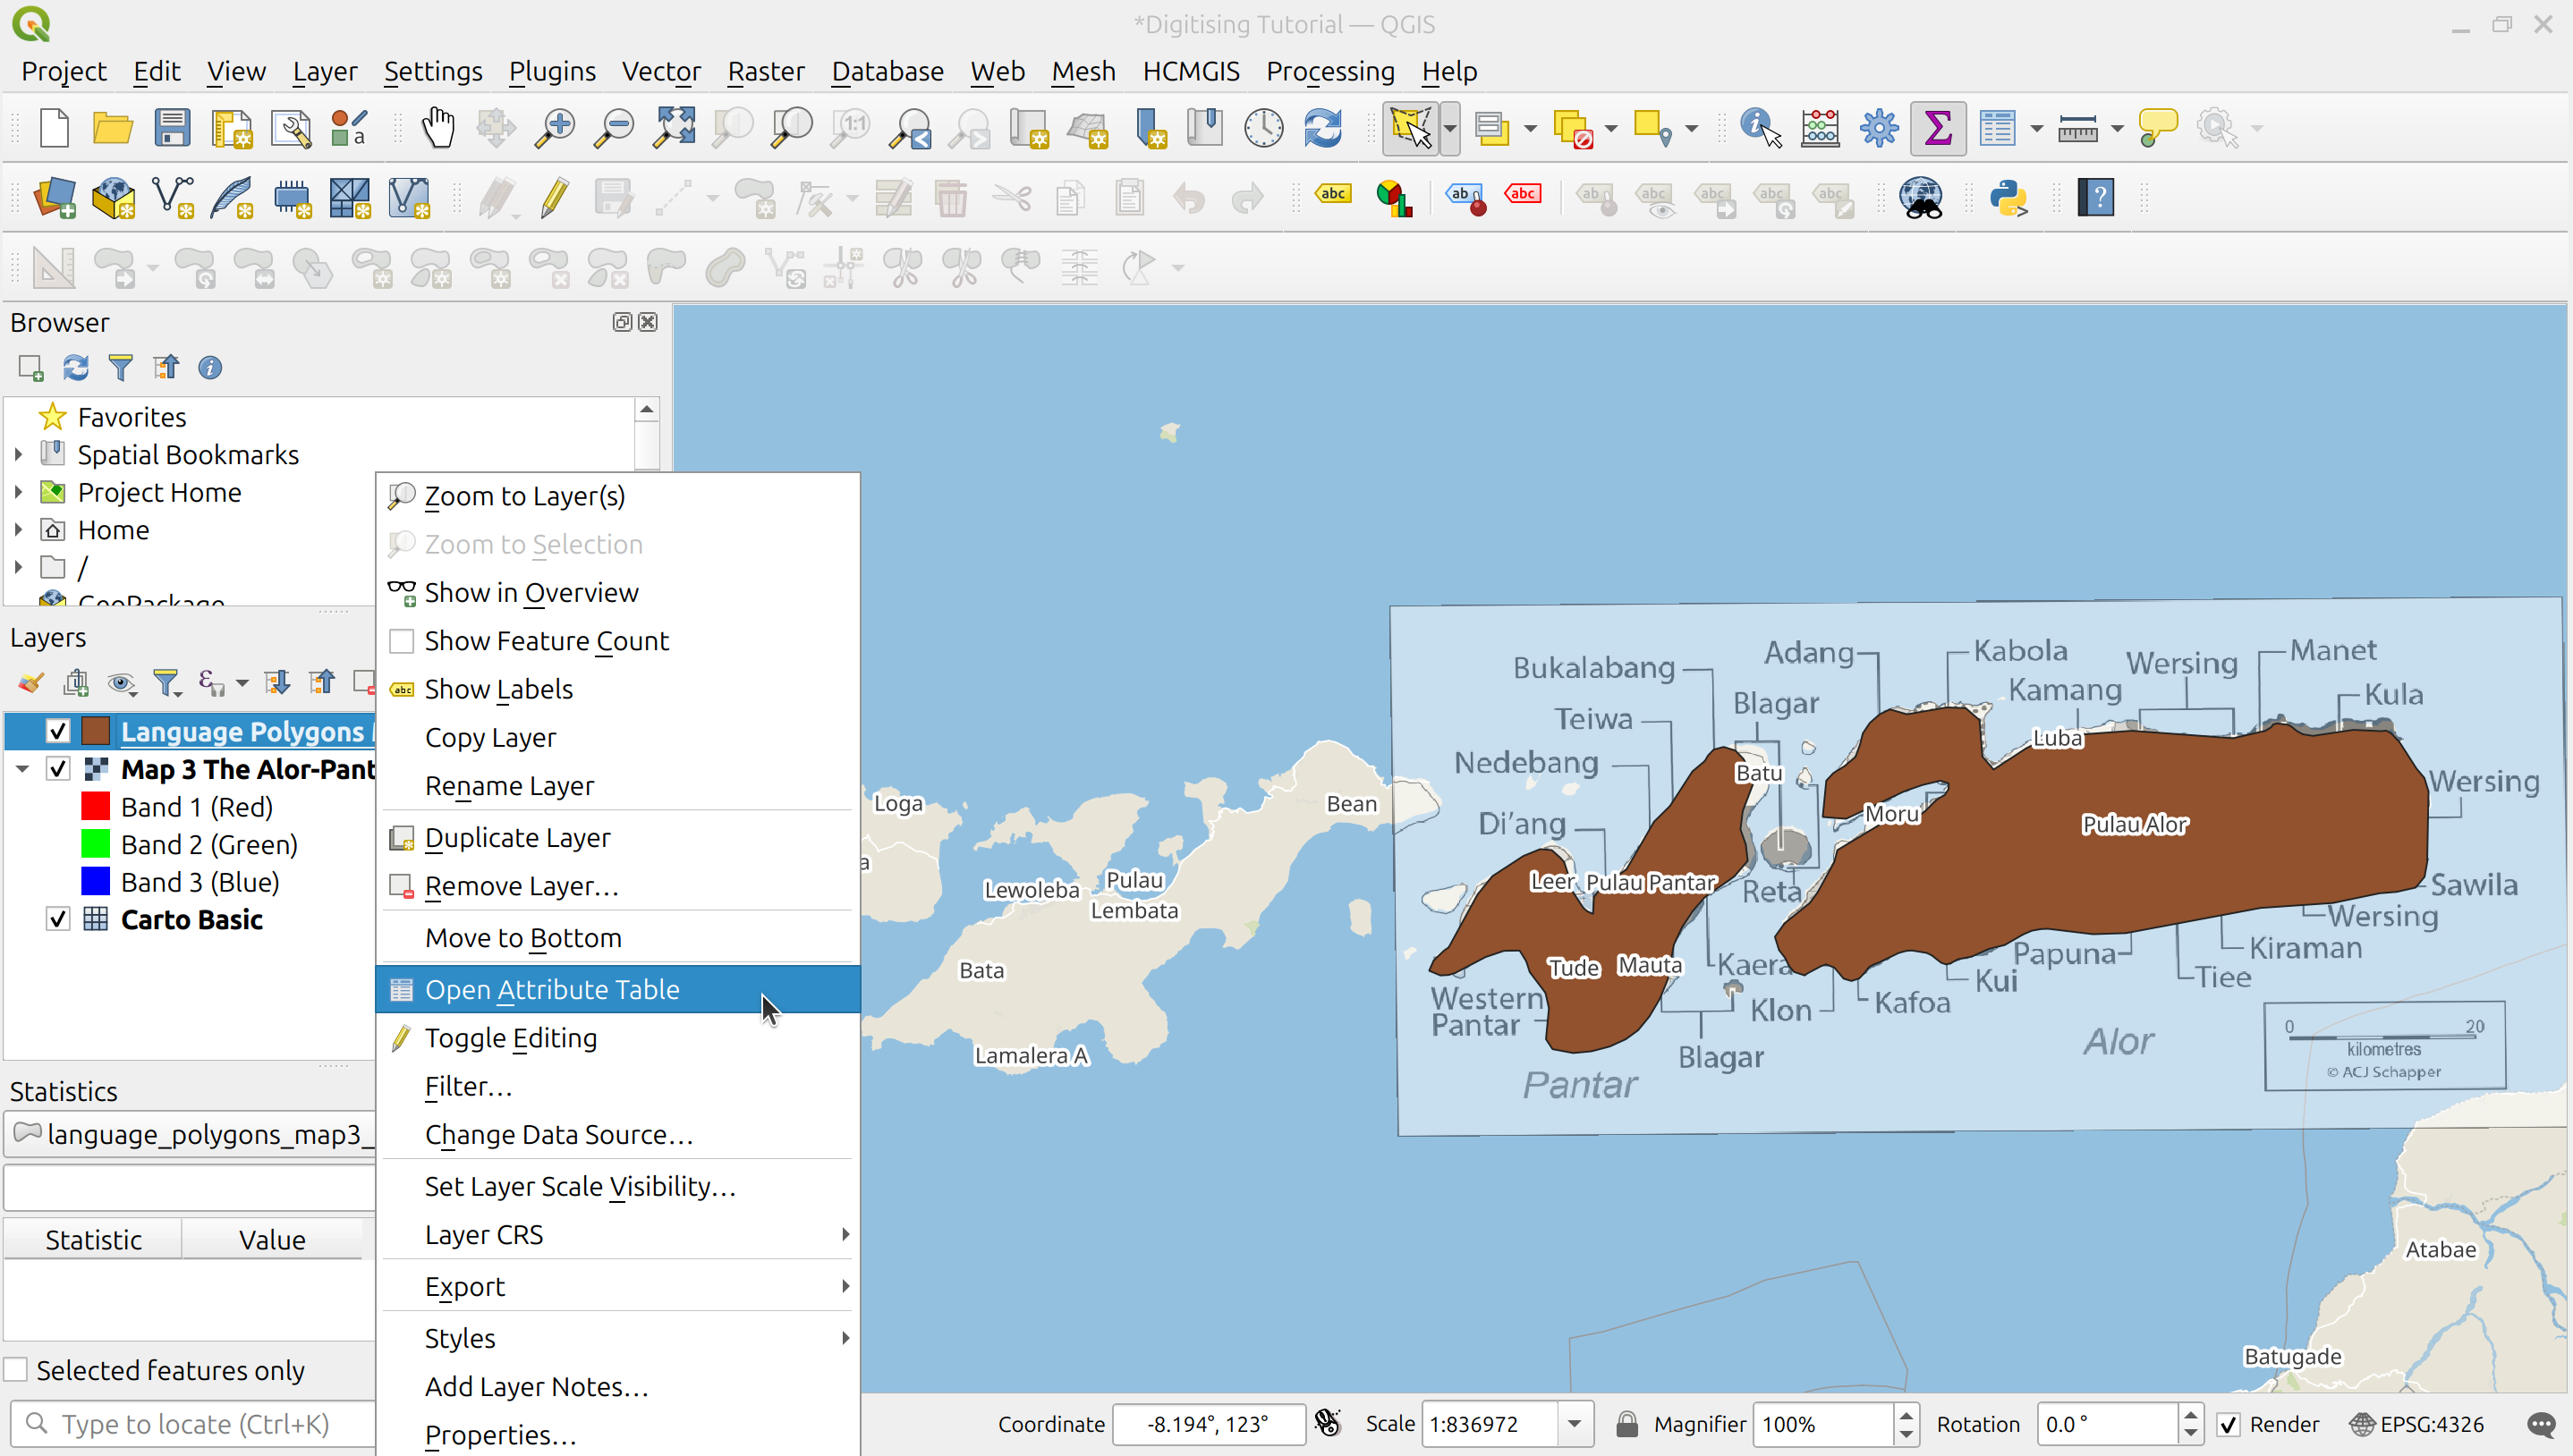 *Digitising Tutorial — QGIS
Project Edit View Layer Settings Plugins Vector Raster Database Web Mesh HCMGIS Processing Help
Browser
Favorites
Spatial Bookmarks
Project Home
Home
/
GeoPackage
Layers
Language Polygons
Map 3 The Alor-Pant
Band 1 (Red)
Band 2 (Green)
Band 3 (Blue)
Carto Basic
Statistics
language_polygons_map3_
Statistic Value
Selected features only
Type to locate (Ctrl+K)
Zoom to Layer(s)
Zoom to Selection
Show in Overview
Show Feature Count
abc Show Labels
Copy Layer
Rename Layer
Duplicate Layer
Remove Layer…
Move to Bottom
Open Attribute Table
Toggle Editing
Filter…
Change Data Source…
Set Layer Scale Visibility…
Layer CRS
Export
Styles
Add Layer Notes…
Properties…
Loga
Lewoleba
Pulau
Lembata
Bean
Bata
Lamalera A
Bukalabang
Adang
Kabola
Wersing
Manet
Teiwa
Blagar
Kamang
Kula
Nedebang
Batu
Luba
Wersing
Di'ang
Moru
Pulau Alor
Leer
Pulau Pantar
Reta
Sawila
Wersing
Tude
Mauta
Kaera
Papuna
Kiraman
Western
Pantar
Klon
Kafoa
Kui
Tiee
Blagar
Pantar
Alor
0 20
kilometres
© ACJ Schapper
Atabae
Batugade
Coordinate -8.194°, 123° Scale 1:836972 Magnifier 100% Rotation 0.0 ° Render EPSG:4326